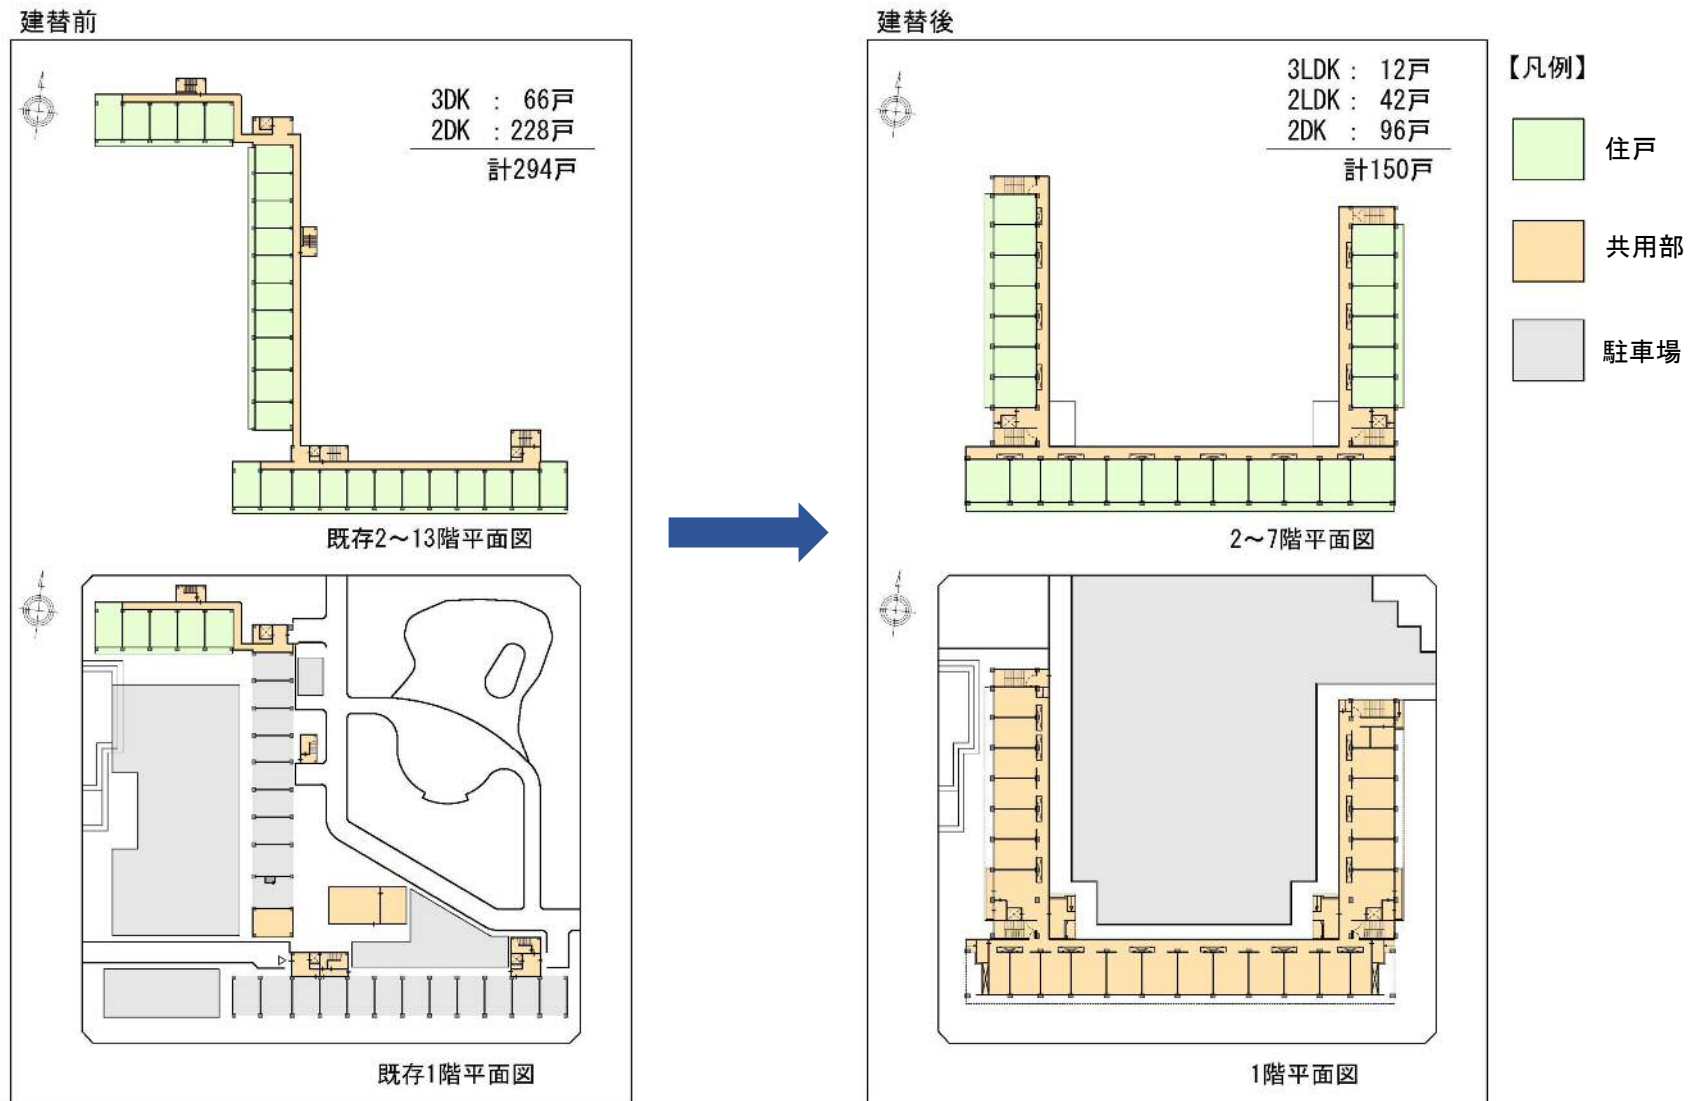 建替前
3DK : 66戸
2DK : 228戸
計294戸
既存2～13階平面図
既存1階平面図
建替後
3LDK : 12戸
2LDK : 42戸
2DK : 96戸
計150戸
2～7階平面図
1階平面図
【凡例】
住戸
共用部
駐車場